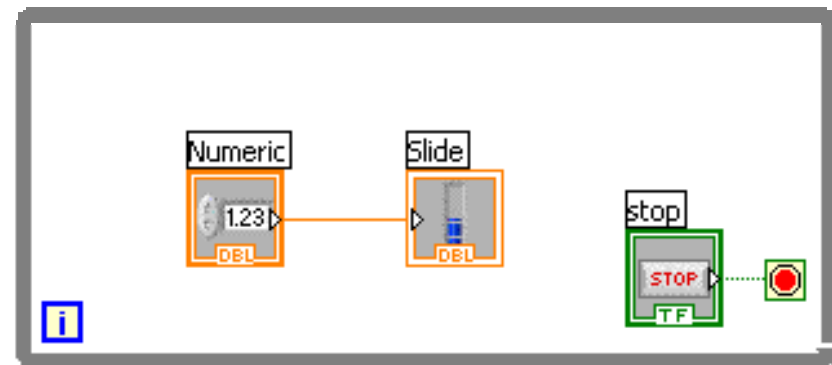 Numeric
Slide
1.23
DBL
DBL
stop
STOP
TF
i